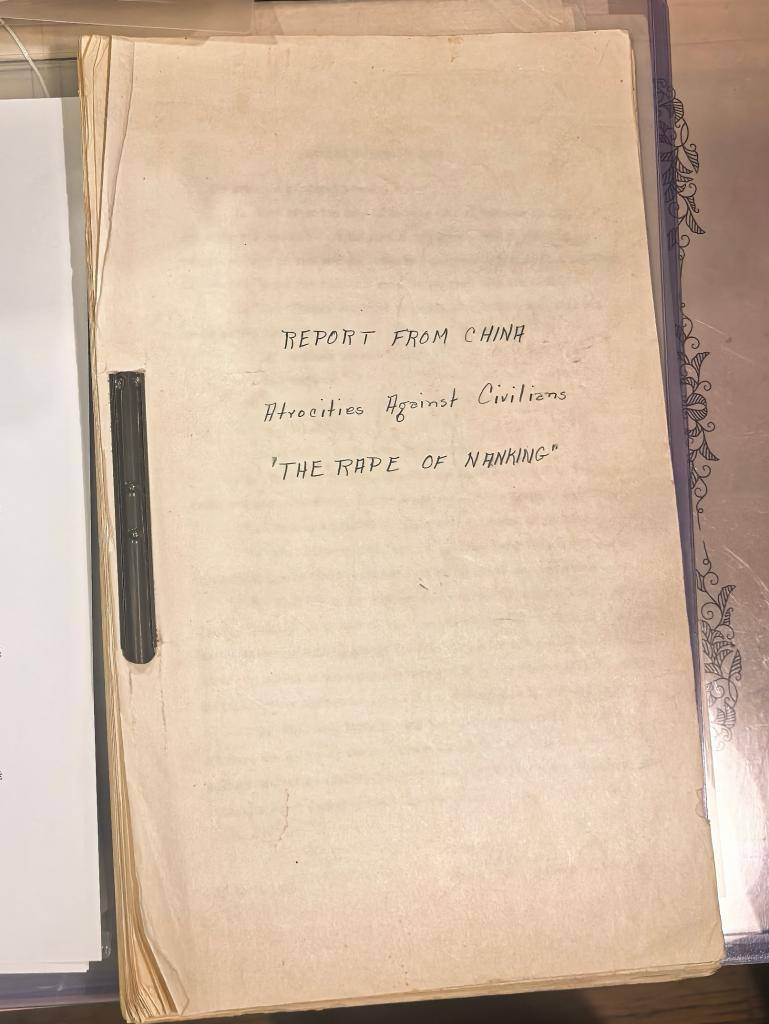 REPORT FROM CHINA
Atrocities Against Civilians
"THE RAPE OF NANKING"